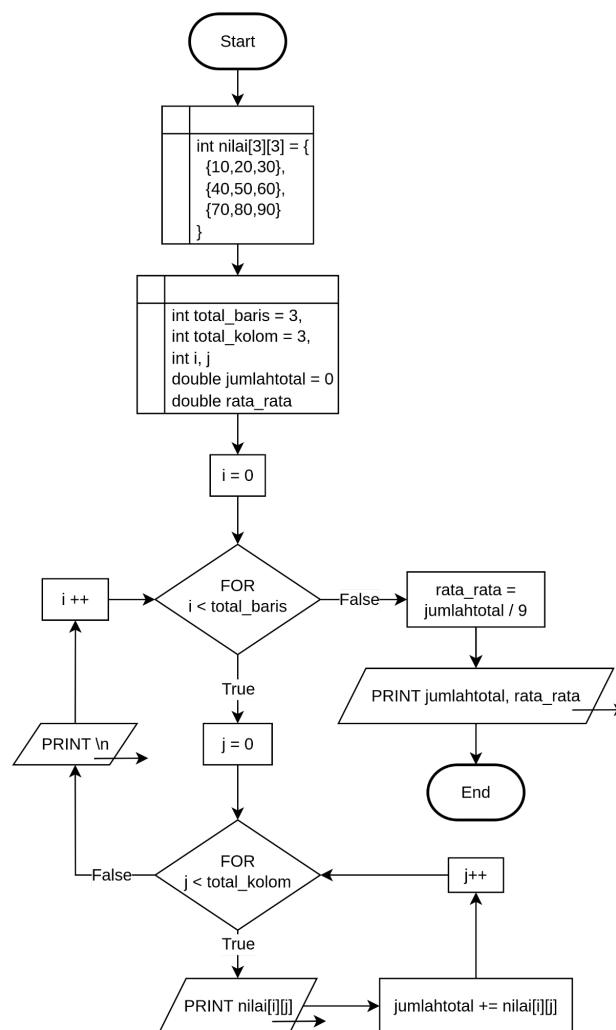 Start
int nilai[3][3] = {
{10,20,30},
{40,50,60},
{70,80,90}
}
int total_baris = 3,
int total_kolom = 3,
int i, j
double jumlahtotal = 0
double rata_rata
i = 0
FOR
i < total_baris
i ++
False
rata_rata =
jumlahtotal / 9
PRINT jumlahtotal, rata_rata
End
True
j = 0
PRINT \n
FOR
j < total_kolom
False
j++
True
PRINT nilai[i][j]
jumlahtotal += nilai[i][j]